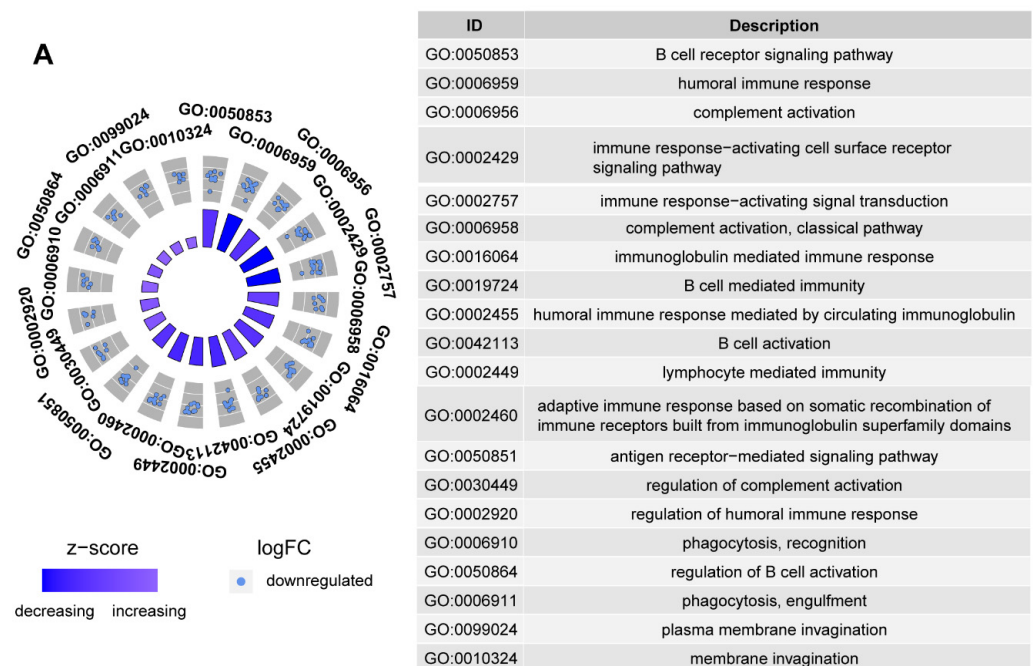 A
GO:0050853
GO:0006959
GO:0006956
GO:0002429
GO:0002757
GO:0006958
GO:0016064
GO:0019724
GO:0002455
GO:0042113
GO:0002449
GO:0002460
GO:0050851
GO:0030449
GO:0002920
GO:0006910
GO:0050864
GO:0006911
GO:0099024
GO:0010324
z−score
decreasing increasing
logFC
downregulated
ID Description
GO:0050853 B cell receptor signaling pathway
GO:0006959 humoral immune response
GO:0006956 complement activation
GO:0002429 immune response−activating cell surface receptor
signaling pathway
GO:0002757 immune response−activating signal transduction
GO:0006958 complement activation, classical pathway
GO:0016064 immunoglobulin mediated immune response
GO:0019724 B cell mediated immunity
GO:0002455 humoral immune response mediated by circulating immunoglobulin
GO:0042113 B cell activation
GO:0002449 lymphocyte mediated immunity
GO:0002460 adaptive immune response based on somatic recombination of
immune receptors built from immunoglobulin superfamily domains
GO:0050851 antigen receptor−mediated signaling pathway
GO:0030449 regulation of complement activation
GO:0002920 regulation of humoral immune response
GO:0006910 phagocytosis, recognition
GO:0050864 regulation of B cell activation
GO:0006911 phagocytosis, engulfment
GO:0099024 plasma membrane invagination
GO:0010324 membrane invagination